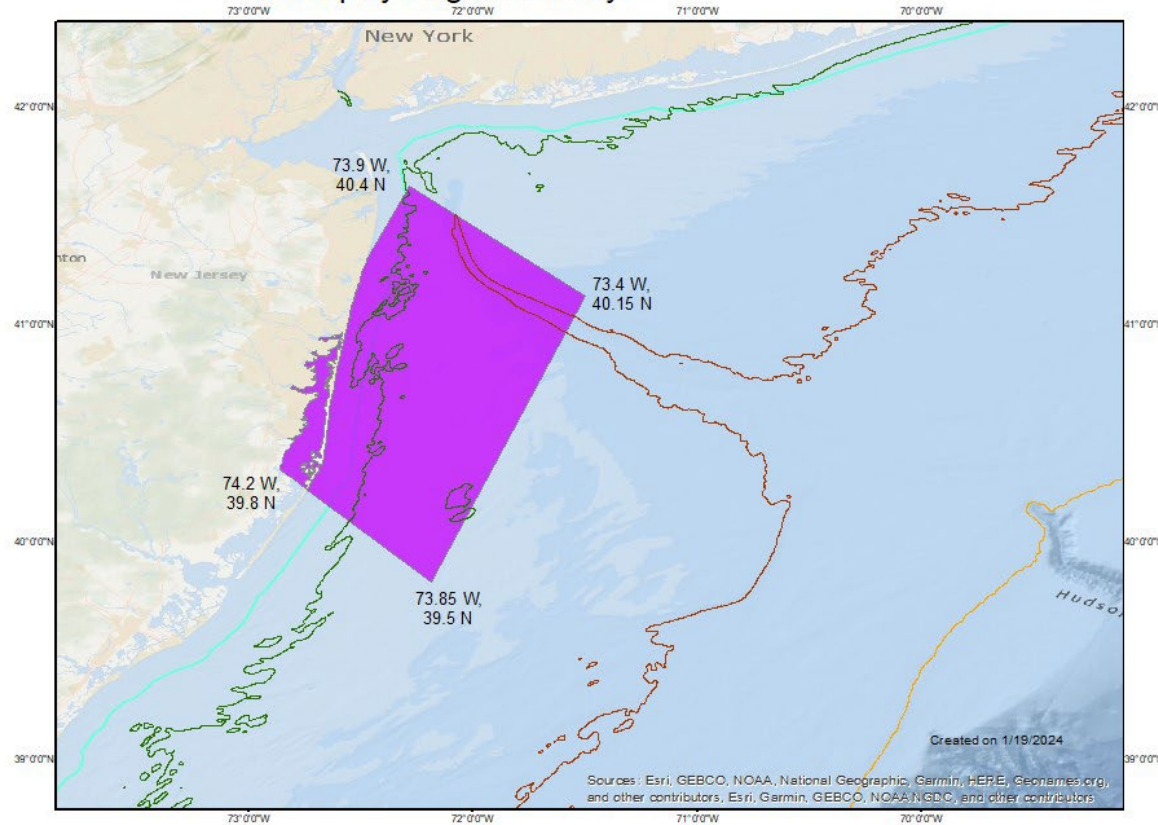 73°0'0"W 72°0'0"W 71°0'0"W 70°0'0"W
New York
42°0'0"N 42°0'0"N
73.9 W,
40.4 N
New Jersey
73.4 W,
40.15 N
41°0'0"N 41°0'0"N
74.2 W,
39.8 N
40°0'0"N 40°0'0"N
73.85 W,
39.5 N
Created on 1/19/2024
39°0'0"N 39°0'0"N
Sources: Esri, GEBCO, NOAA, National Geographic, Garmin, HERE, Geonames.org,
and other contributors, Esri, Garmin, GEBCO, NOAA NGDC, and other contributors
73°0'0"W 72°0'0"W 71°0'0"W 70°0'0"W